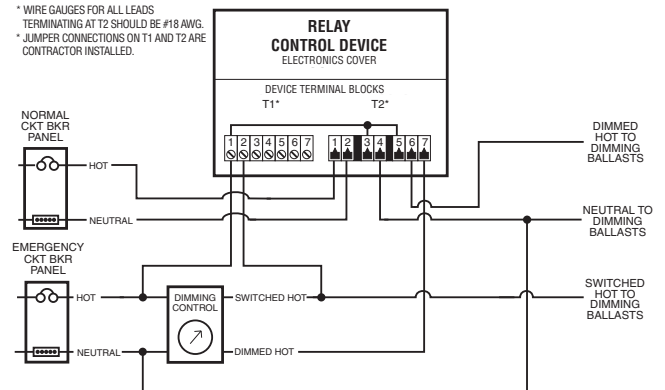 * WIRE GAUGES FOR ALL LEADS
TERMINATING AT T2 SHOULD BE #18 AWG.
* JUMPER CONNECTIONS ON T1 AND T2 ARE
CONTRACTOR INSTALLED.
RELAY
CONTROL DEVICE
ELECTRONICS COVER
DEVICE TERMINAL BLOCKS
T1* T2*
1 2 3 4 5 6 7 1 2 3 4 5 6 7
NORMAL
CKT BKR
PANEL
HOT
NEUTRAL
DIMMED
HOT TO
DIMMING
BALLASTS
NEUTRAL TO
DIMMING
BALLASTS
EMERGENCY
CKT BKR
PANEL
HOT
NEUTRAL
DIMMING
CONTROL
SWITCHED HOT
DIMMED HOT
SWITCHED
HOT TO
DIMMING
BALLASTS